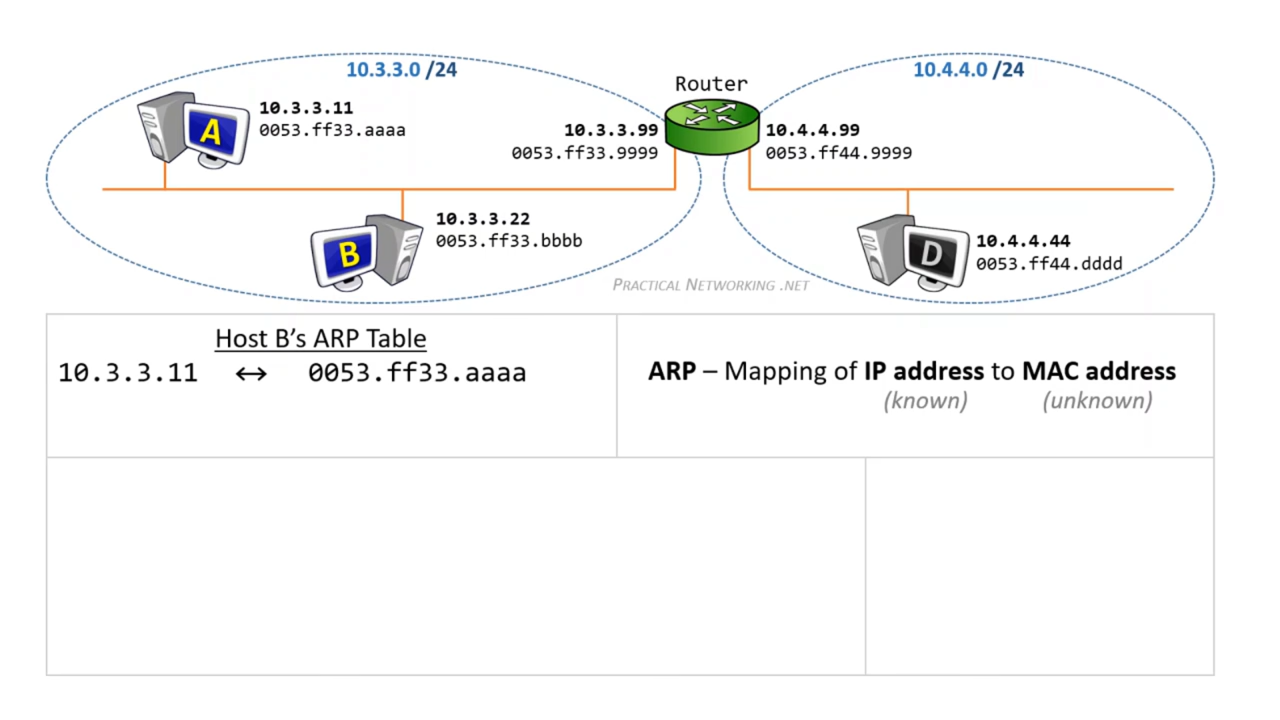 10.3.3.0 /24
10.4.4.0 /24
Router
A
10.3.3.11
0053.ff33.aaaa
10.3.3.99
0053.ff33.9999
10.4.4.99
0053.ff44.9999
B
10.3.3.22
0053.ff33.bbbb
D
10.4.4.44
0053.ff44.dddd
PRACTICAL NETWORKING .NET
Host B’s ARP Table
10.3.3.11 ↔ 0053.ff33.aaaa
ARP – Mapping of IP address to MAC address
(known) (unknown)